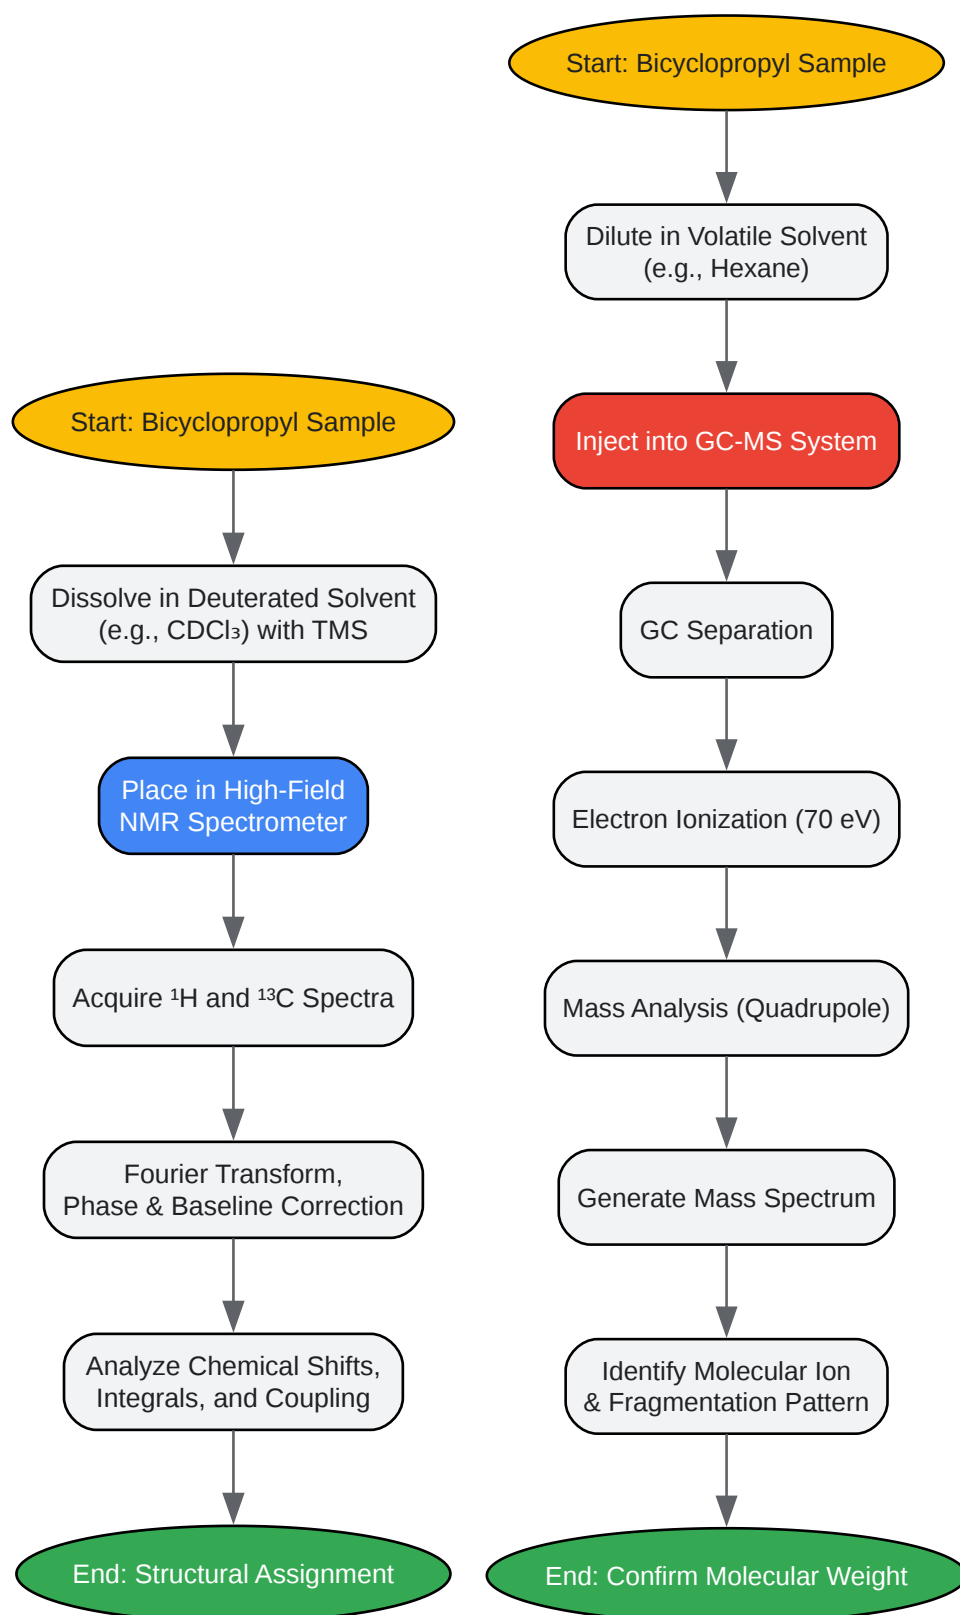 Start: Bicyclopropyl Sample
Dissolve in Deuterated Solvent
(e.g., CDCl₃) with TMS
Place in High-Field
NMR Spectrometer
Acquire ¹H and ¹³C Spectra
Fourier Transform,
Phase & Baseline Correction
Analyze Chemical Shifts,
Integrals, and Coupling
End: Structural Assignment
Start: Bicyclopropyl Sample
Dilute in Volatile Solvent
(e.g., Hexane)
Inject into GC-MS System
GC Separation
Electron Ionization (70 eV)
Mass Analysis (Quadrupole)
Generate Mass Spectrum
Identify Molecular Ion
& Fragmentation Pattern
End: Confirm Molecular Weight